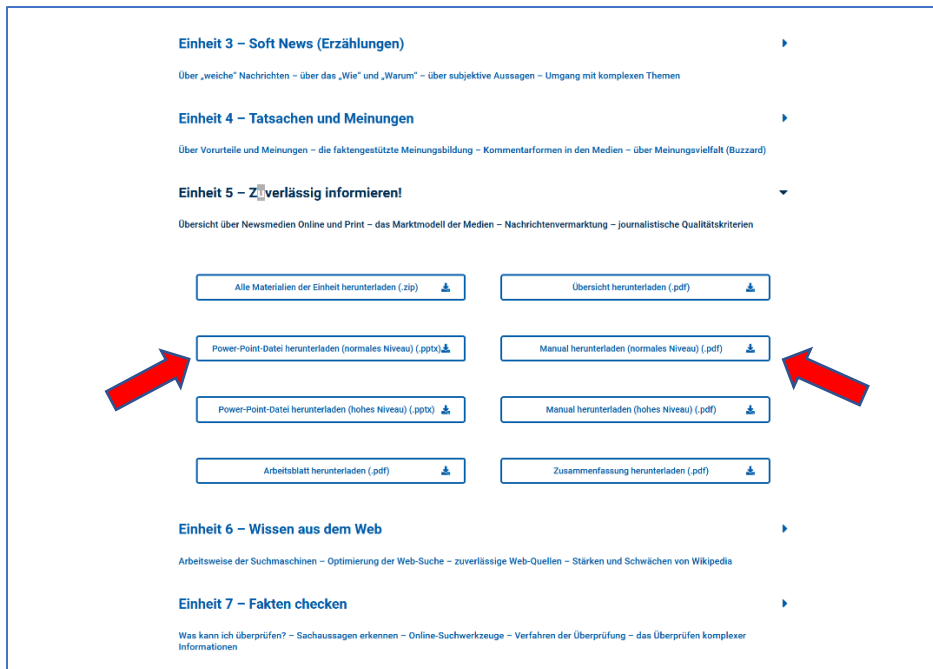 Einheit 3 – Soft News (Erzählungen)
Über „weiche“ Nachrichten – über das „Wie“ und „Warum“ – über subjektive Aussagen – Umgang mit komplexen Themen
Einheit 4 – Tatsachen und Meinungen
Über Vorurteile und Meinungen – die faktengestützte Meinungsbildung – Kommentarformen in den Medien – über Meinungsvielfalt (Buzzard)
Einheit 5 – Zuverlässig informieren!
Übersicht über Newsmedien Online und Print – das Marktmodell der Medien – Nachrichtenvermarktung – journalistische Qualitätskriterien
Alle Materialien der Einheit herunterladen (.zip)
Übersicht herunterladen (.pdf)
Power-Point-Datei herunterladen (normales Niveau) (.pptx)
Manual herunterladen (normales Niveau) (.pdf)
Power-Point-Datei herunterladen (hohes Niveau) (.pptx)
Manual herunterladen (hohes Niveau) (.pdf)
Arbeitsblatt herunterladen (.pdf)
Zusammenfassung herunterladen (.pdf)
Einheit 6 – Wissen aus dem Web
Arbeitsweise der Suchmaschinen – Optimierung der Web-Suche – zuverlässige Web-Quellen – Stärken und Schwächen von Wikipedia
Einheit 7 – Fakten checken
Was kann ich überprüfen? – Sachaussagen erkennen – Online-Suchwerkzeuge – Verfahren der Überprüfung – das Überprüfen komplexer
Informationen